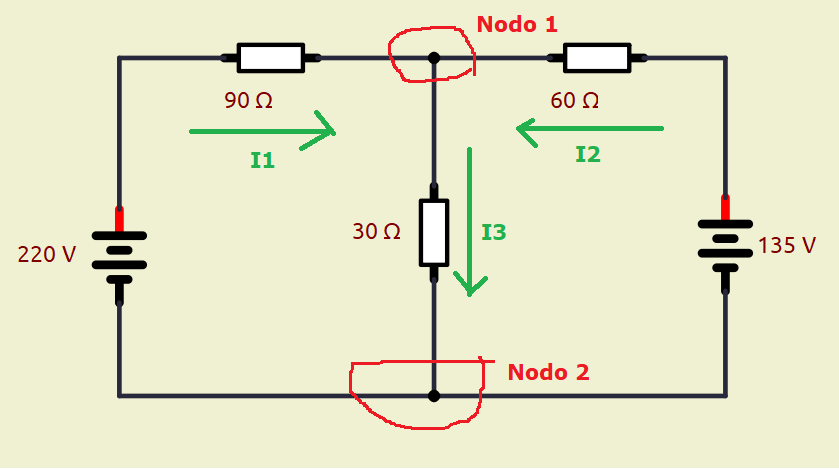 Nodo 1
90 Ω
60 Ω
I1
I2
30 Ω
I3
220 V
135 V
Nodo 2